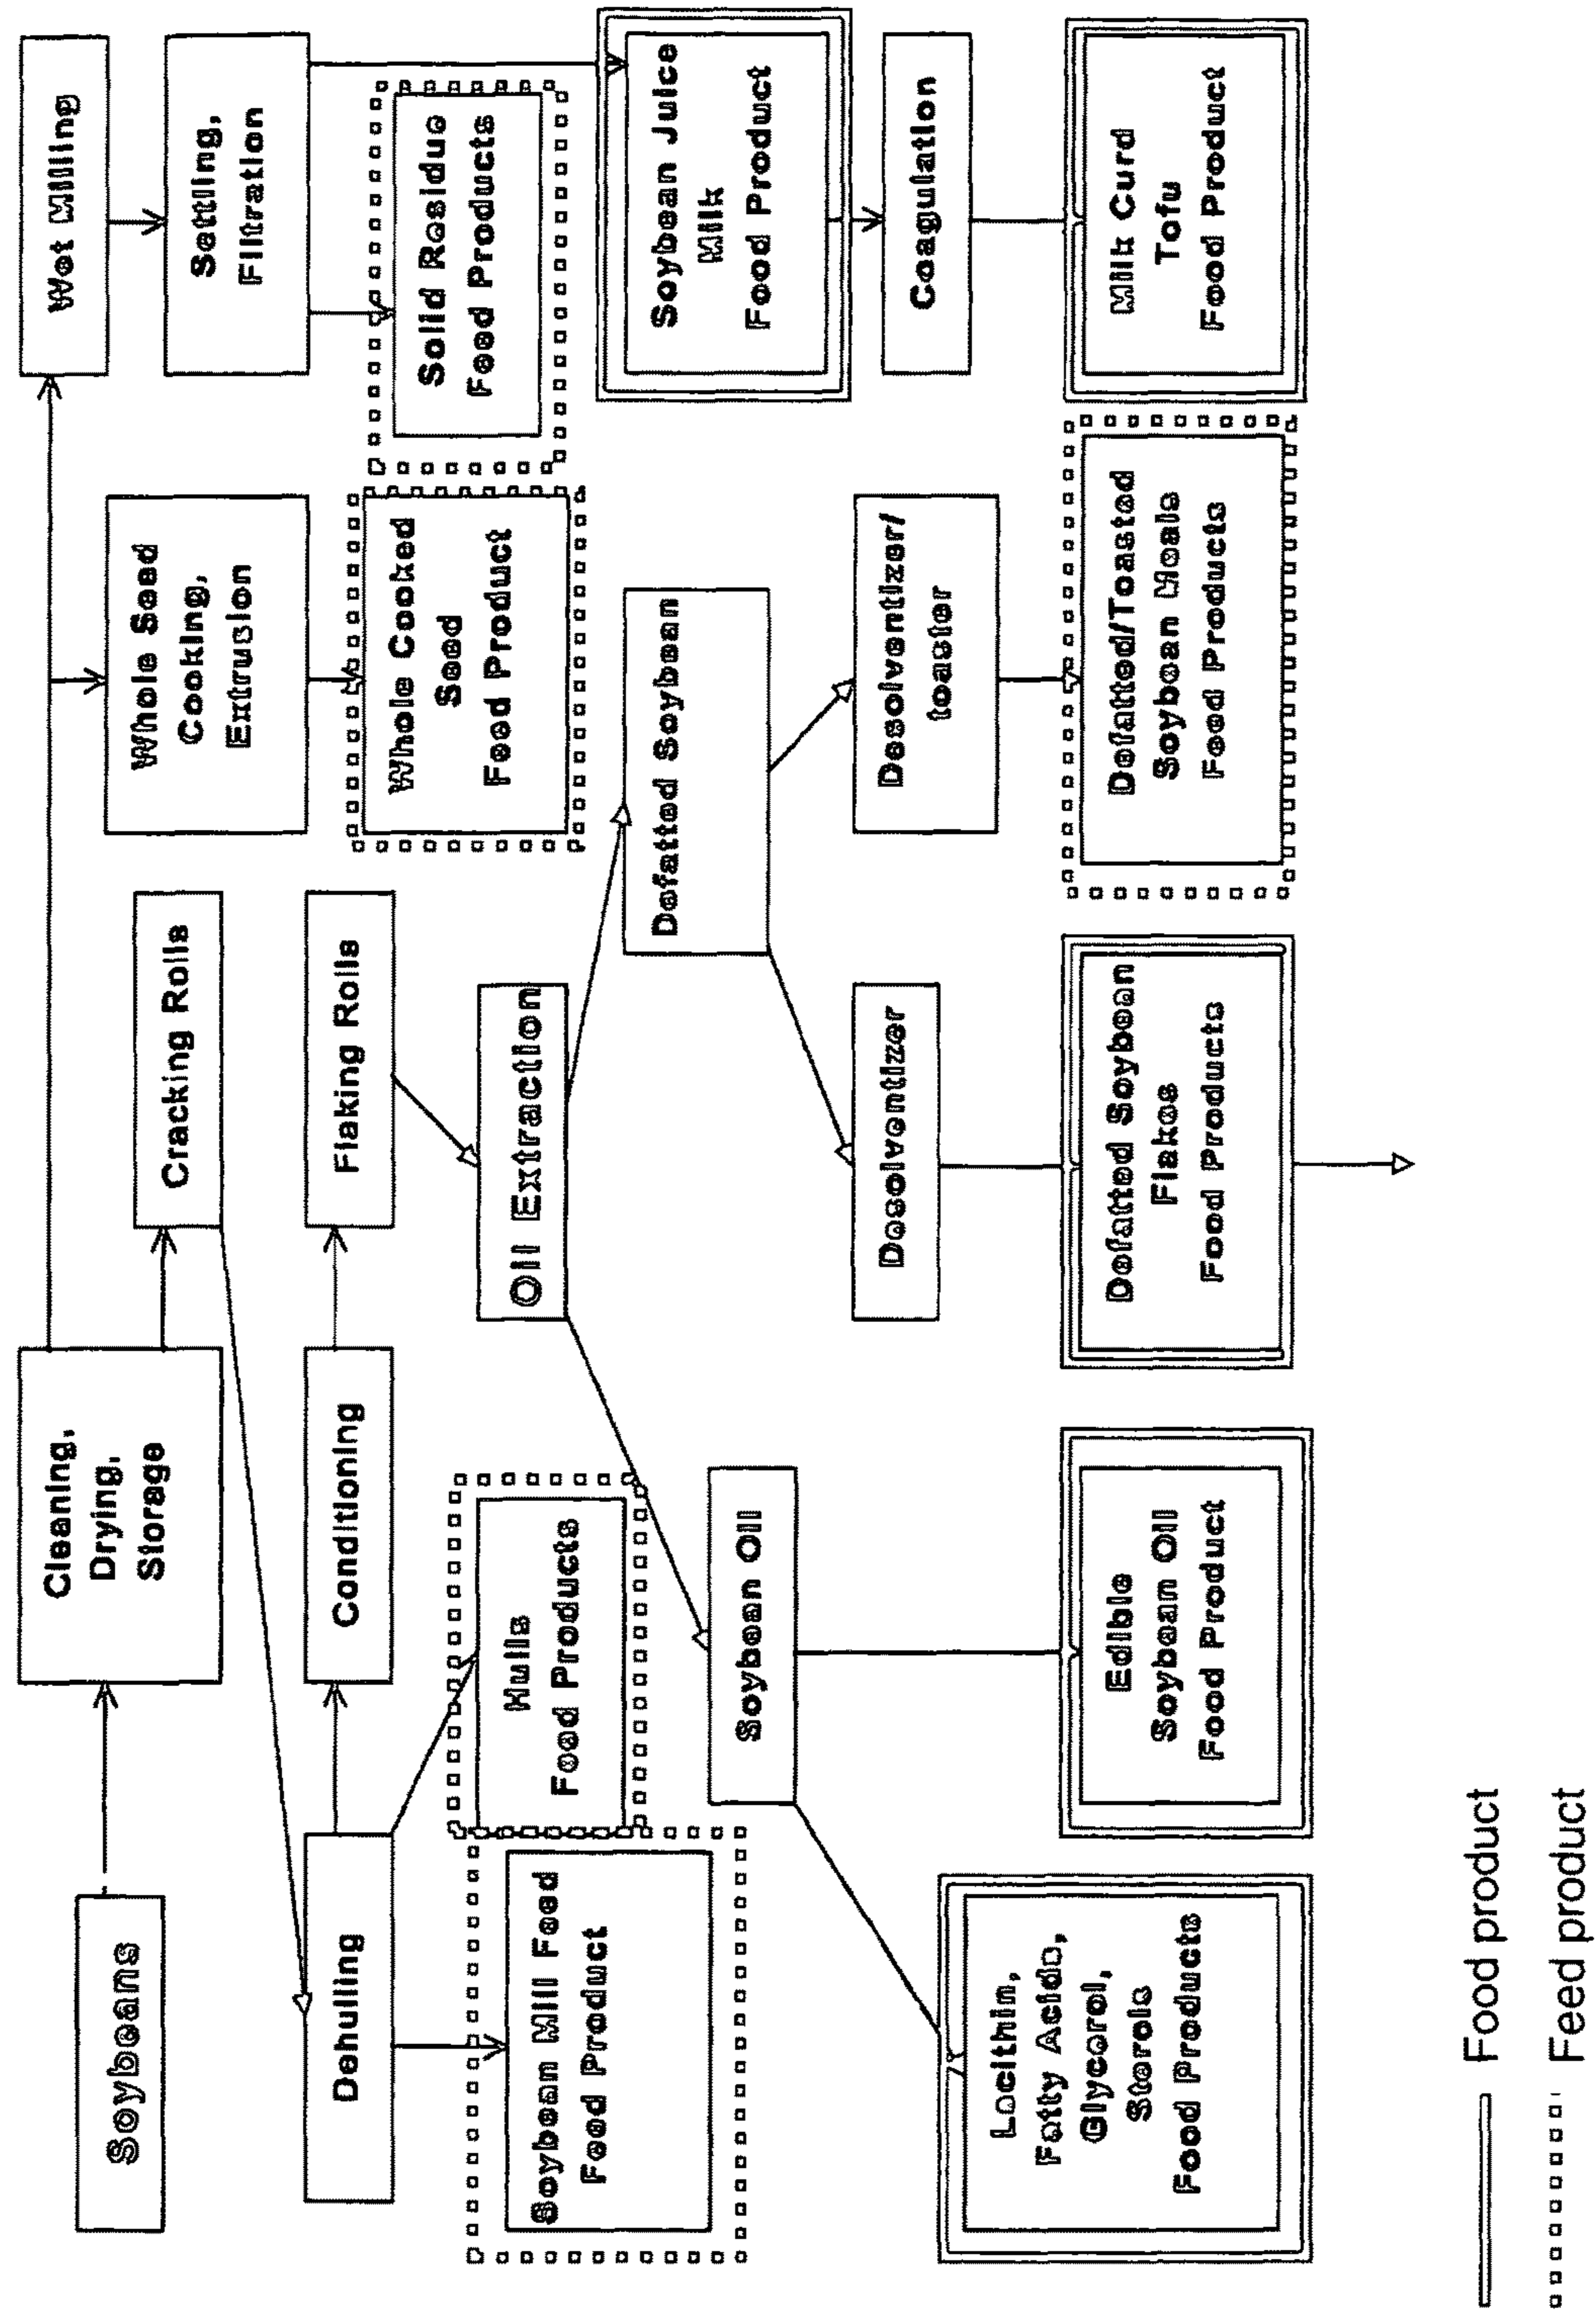 Soybeans
Cleaning,
Drying,
Storage
Wet Milling
Cracking Rolls
Whole Seed
Cooking,
Extrusion
Settling,
Filtration
Dehulling
Conditioning
Flaking Rolls
Whole Cooked
Seed
Feed Product
Solid Residue
Feed Products
Soybean Mill Feed
Feed Product
Hulls
Feed Products
Oil Extraction
Defatted Soybean
Soybean Juice
Milk
Food Product
Soybean Oil
Desolventizer
Desolventizer/
toaster
Coagulation
Lecithin,
Fatty Acids,
Glycerol,
Sterols
Food Products
Edible
Soybean Oil
Food Product
Defatted Soybean
Flakes
Food Products
Defatted/Toasted
Soybean Meals
Feed Products
Milk Curd
Tofu
Food Product
Food product
Feed product